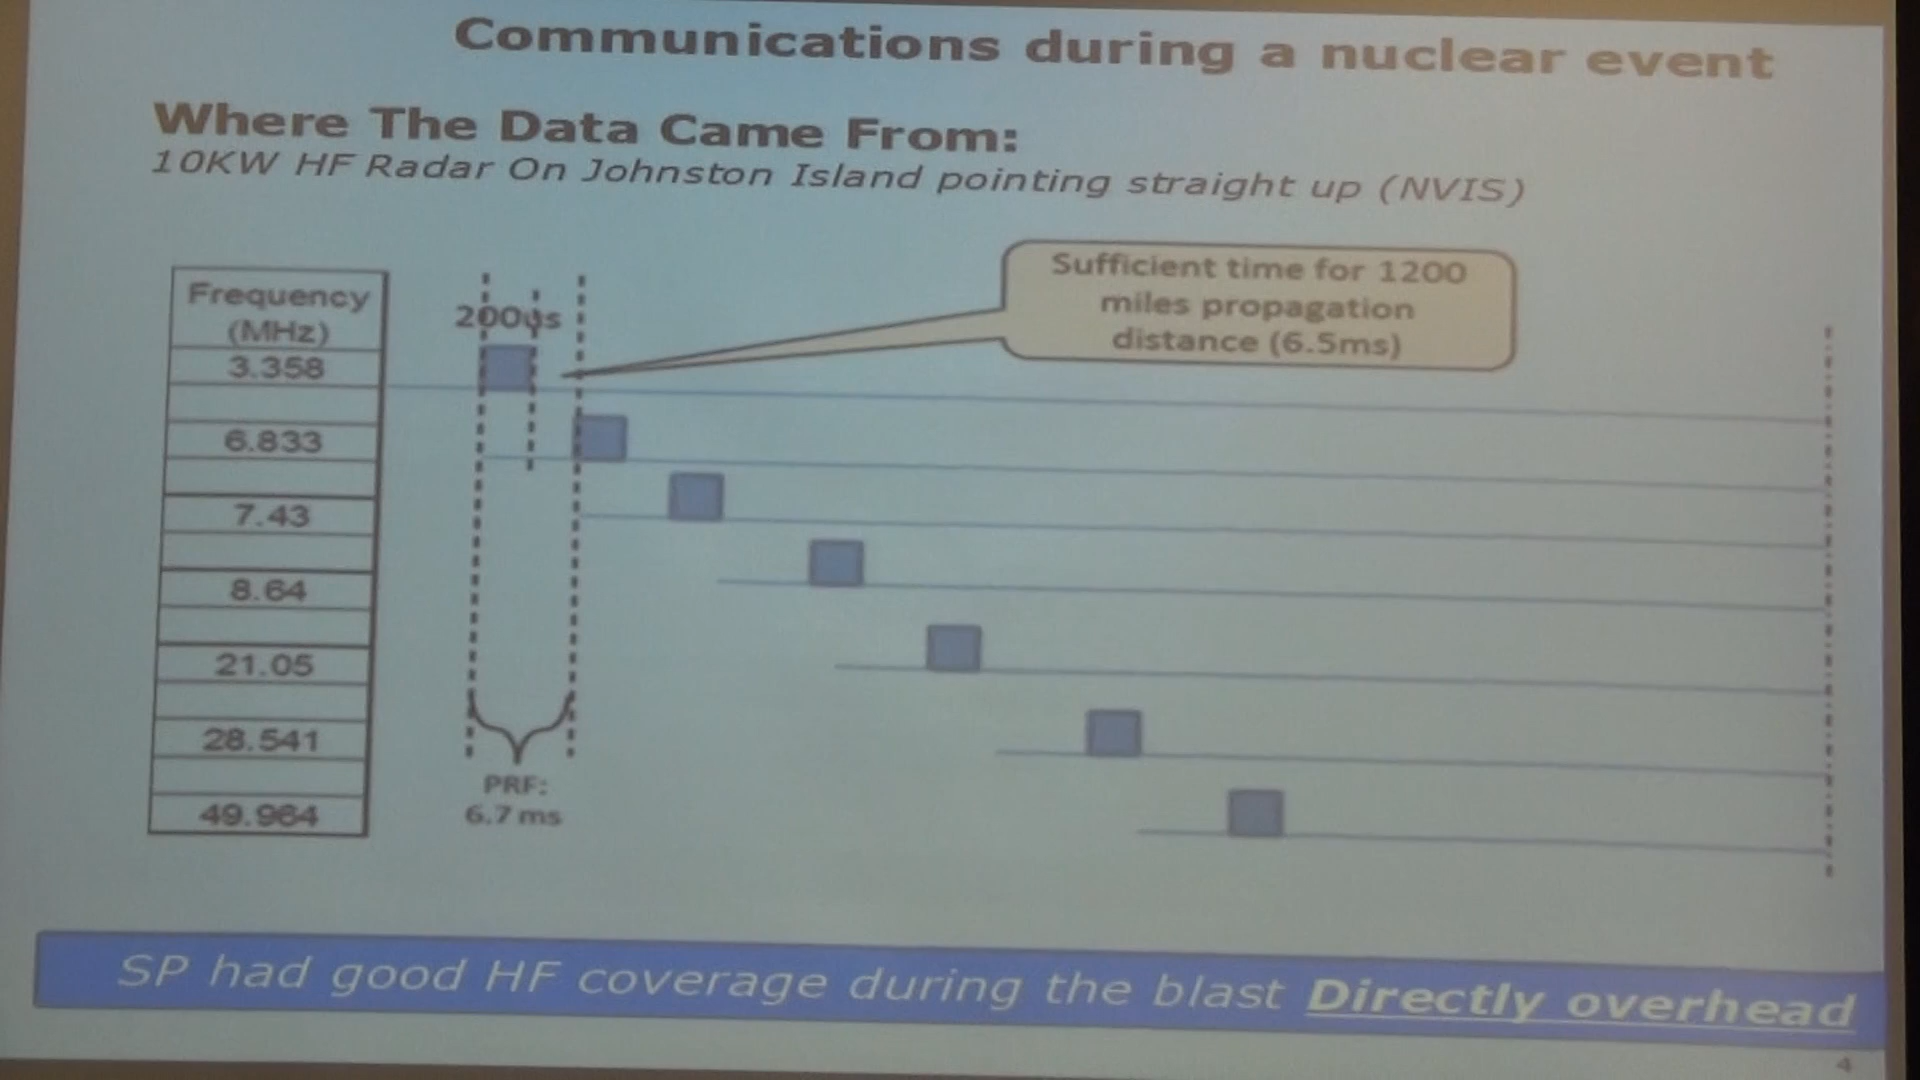 Communications during a nuclear event
Where The Data Came From:
10KW HF Radar On Johnston Island pointing straight up (NVIS)
Frequency
(MHz)
3.358
6.833
7.43
8.64
21.05
28.541
49.964
200µs
Sufficient time for 1200
miles propagation
distance (6.5ms)
PRF:
6.7 ms
SP had good HF coverage during the blast Directly overhead
4